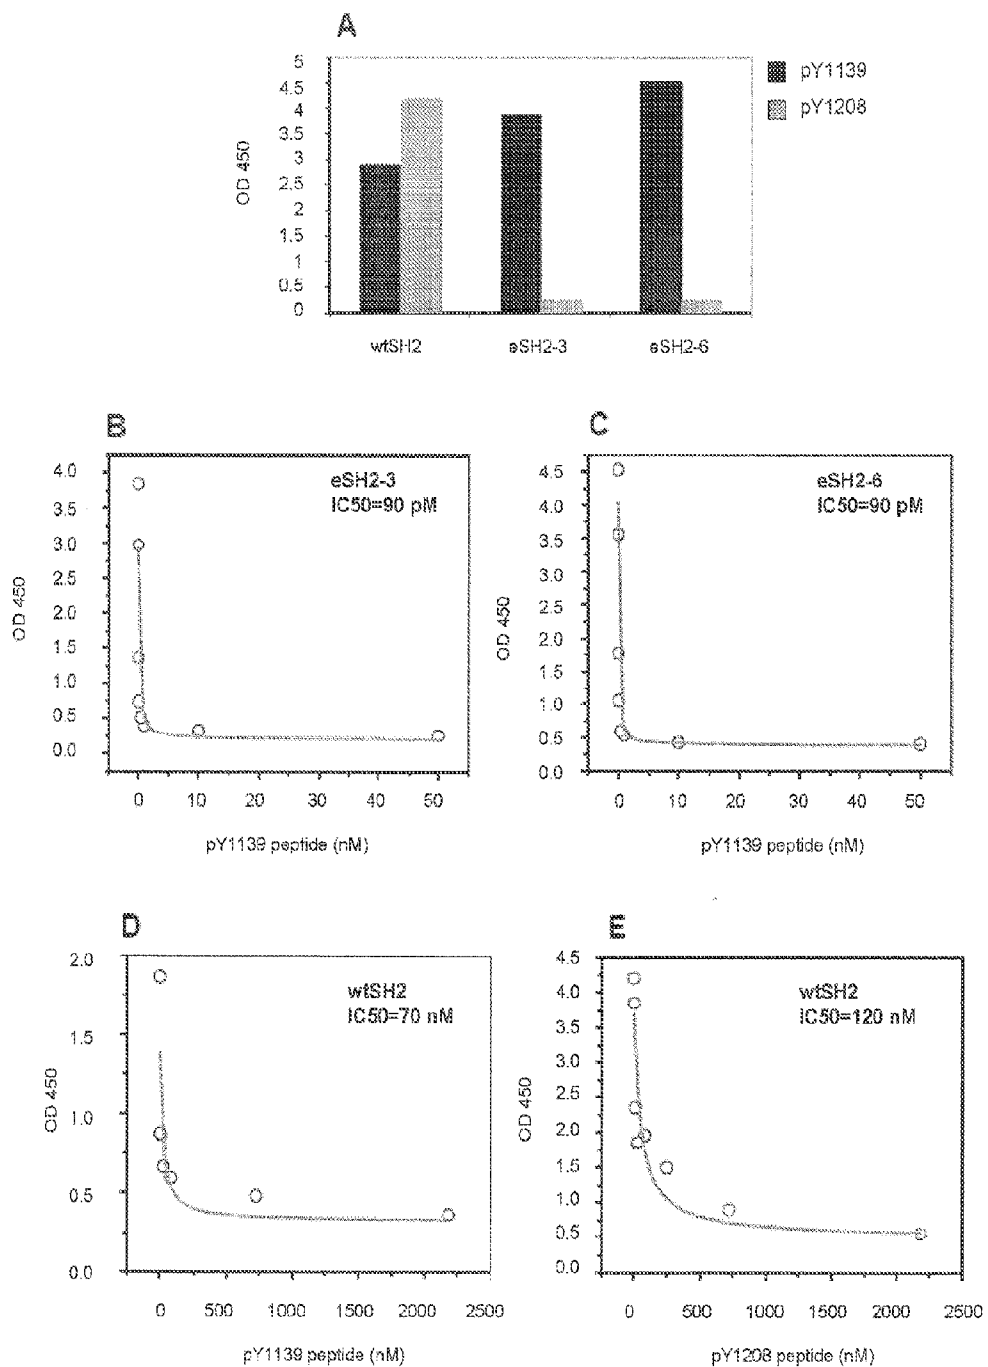 A
5
4.5
4
3.5
3
2.5
2
1.5
1
0.5
0
OD 450
wtSH2 eSH2-3 eSH2-6
pY1139
pY1208
B
eSH2-3
IC50=90 pM
4.0
3.5
3.0
2.5
2.0
1.5
1.0
0.5
0.0
OD 450
0 10 20 30 40 50
pY1139 peptide (nM)
C
eSH2-6
IC50=90 pM
4.5
4.0
3.5
3.0
2.5
2.0
1.5
1.0
0.5
0.0
OD 450
0 10 20 30 40 50
pY1139 peptide (nM)
D
wtSH2
IC50=70 nM
2.0
1.5
1.0
0.5
0.0
OD 450
0 500 1000 1500 2000 2500
pY1139 peptide (nM)
E
wtSH2
IC50=120 nM
4.5
4.0
3.5
3.0
2.5
2.0
1.5
1.0
0.5
0.0
OD 450
0 500 1000 1500 2000 2500
pY1208 peptide (nM)